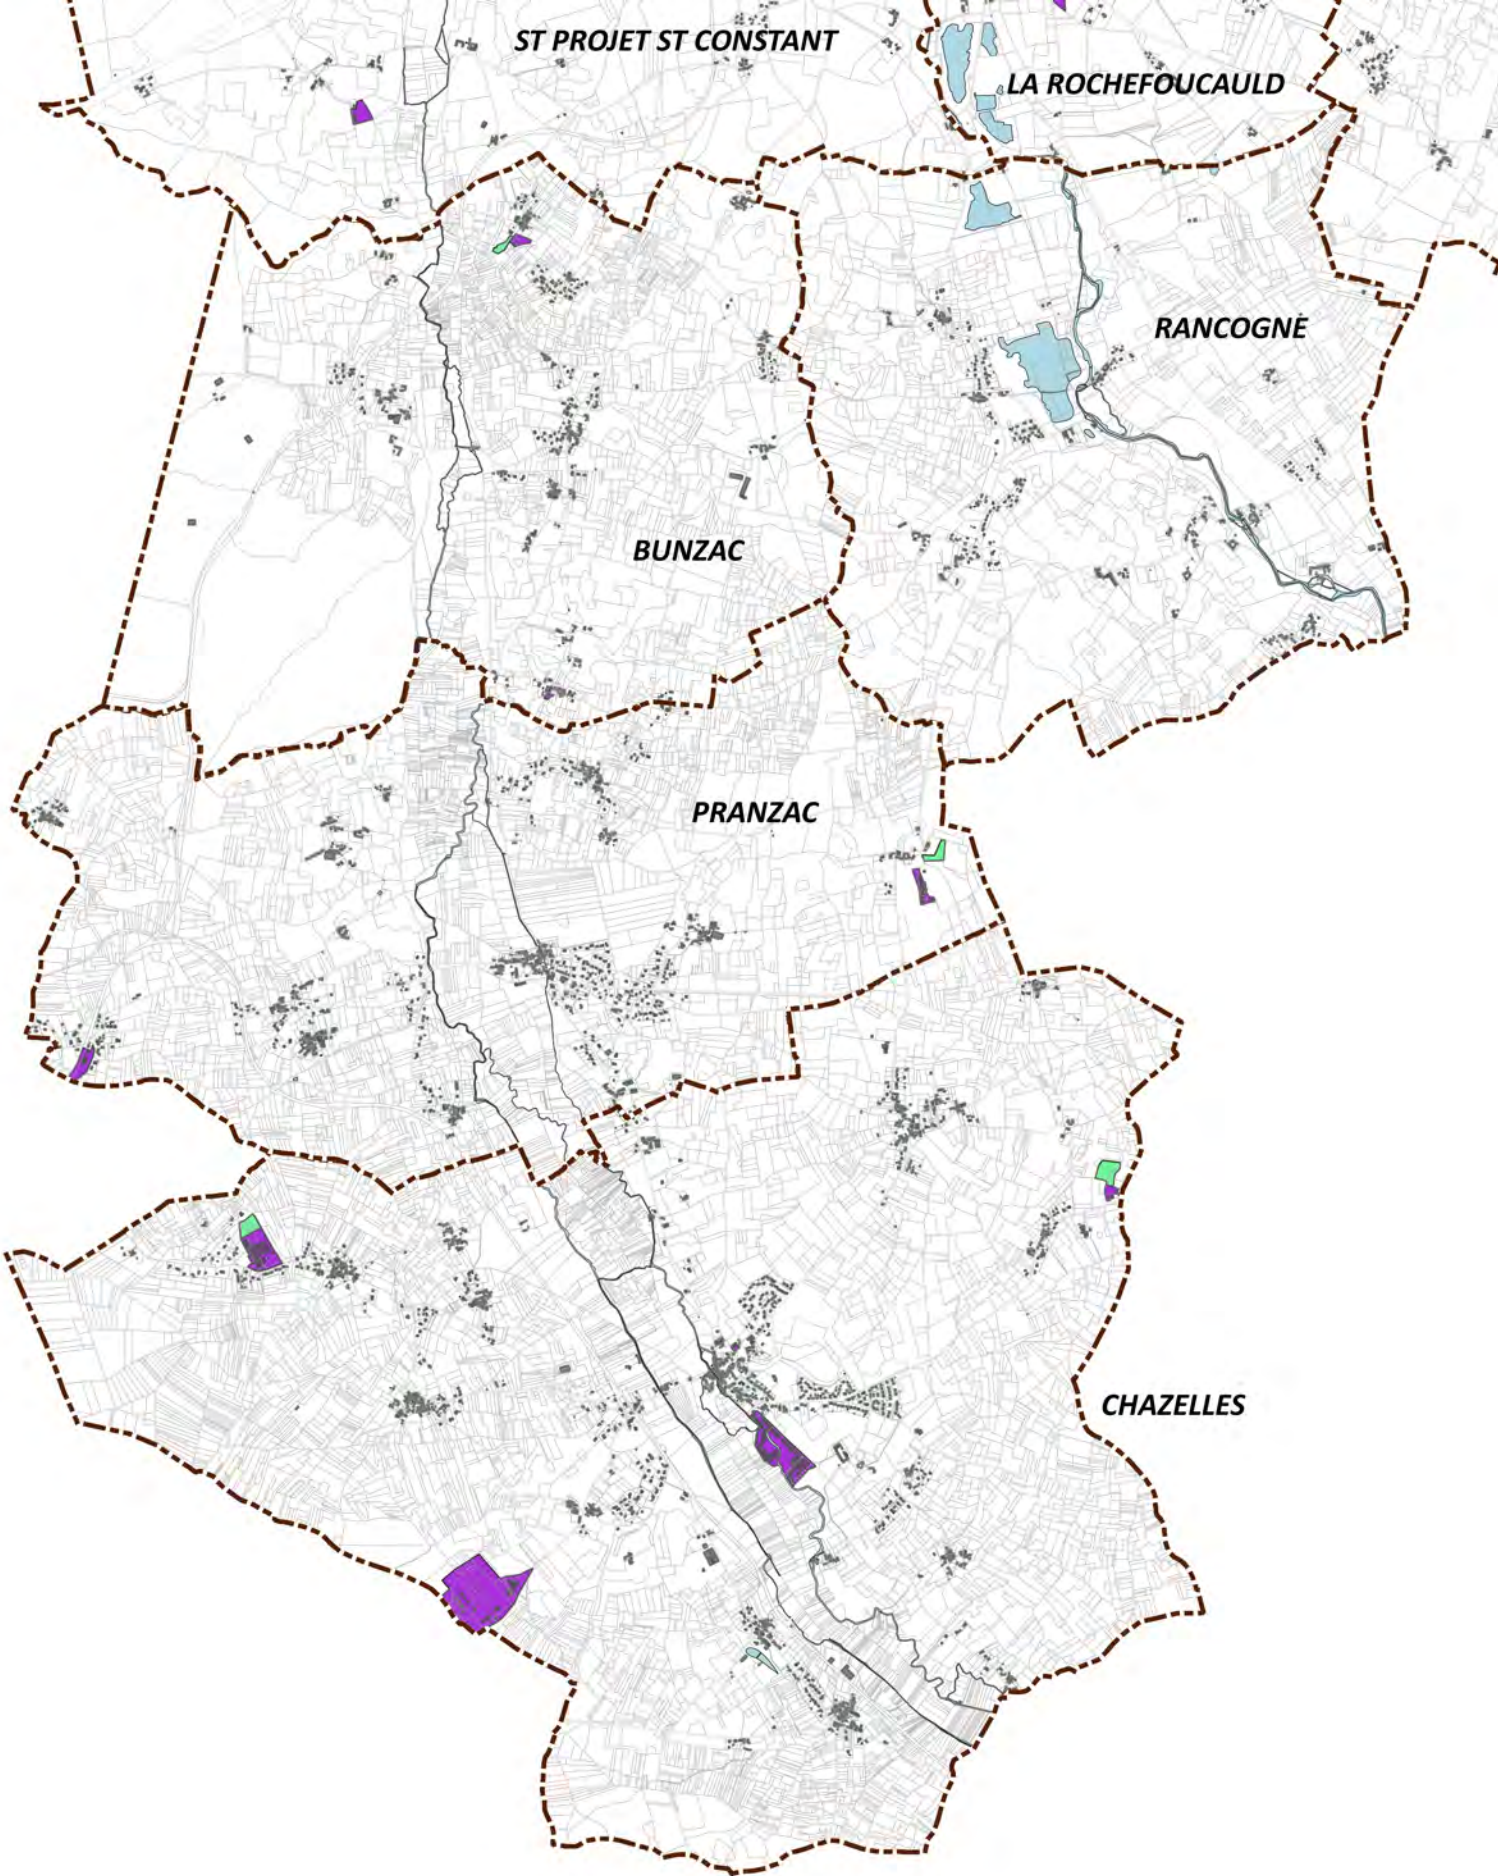 ST PROJET ST CONSTANT
LA ROCHEFOUCAULD
RANCOGNE
BUNZAC
PRANZAC
CHAZELLES